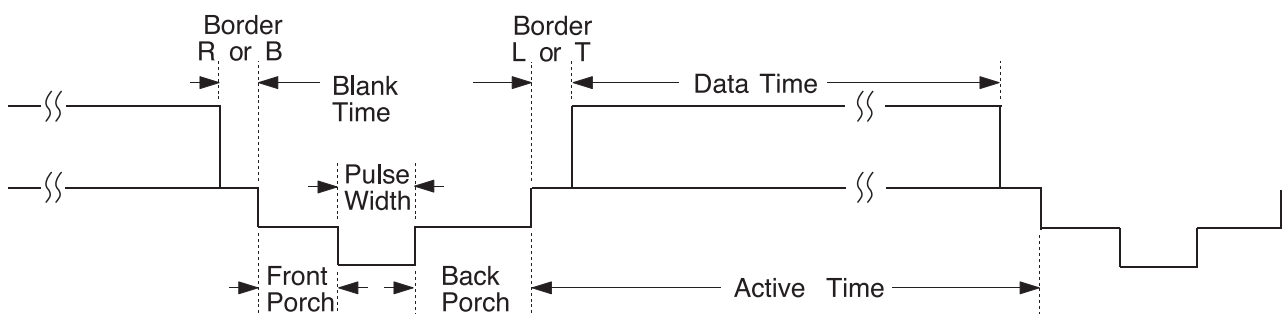 Border
R or B
Border
L or T
Blank
Time
Data Time
Pulse
Width
Front
Porch
Back
Porch
Active Time